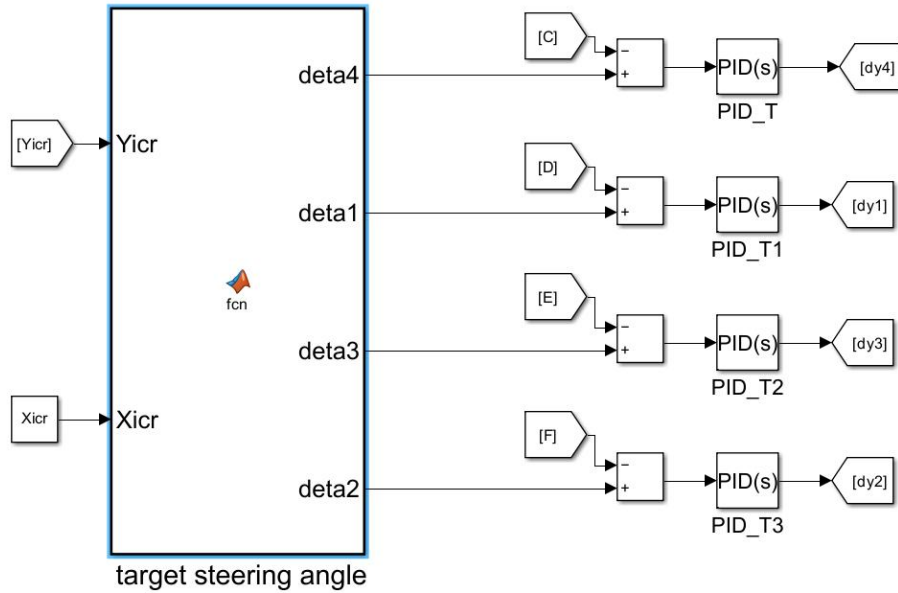 [C]
−
+
PID(s)
[dy4]
PID_T
deta4
[Yicr]
Yicr
[D]
−
+
PID(s)
[dy1]
PID_T1
deta1
fcn
[E]
−
+
PID(s)
[dy3]
PID_T2
deta3
Xicr
Xicr
[F]
−
+
PID(s)
[dy2]
PID_T3
deta2
target steering angle